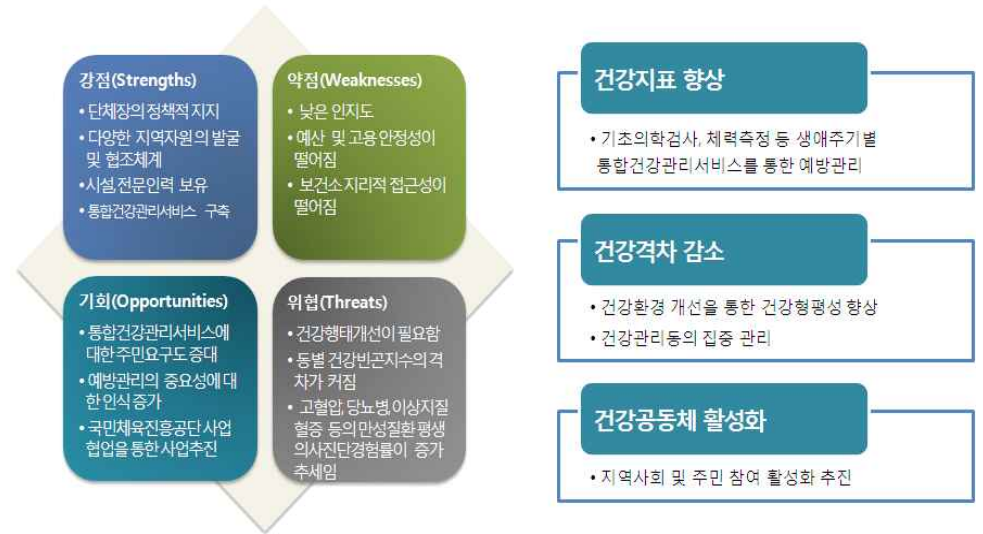 강점(Strengths)
• 단체장의 정책적 지지
• 다양한 지역자원의 발굴
및 협조체계
•시설,전문인력 보유
• 통합건강관리서비스 구축
약점(Weaknesses)
• 낮은 인지도
• 예산 및 고용 안정성이
떨어짐
• 보건소 지리적 접근성이
떨어짐
기회(Opportunities)
• 통합건강관리서비스에
대한 주민요구도 증대
• 예방관리의 중요성에 대
한 인식 증가
• 국민체육진흥공단 사업
협업을 통한 사업추진
위협(Threats)
• 건강행태개선이 필요함
• 동별 건강빈곤지수의 격
차가 커짐
• 고혈압, 당뇨병, 이상지질
혈증 등의 만성질환 평생
의사진단경험률이 증가
추세임
건강지표 향상
• 기초의학검사, 체력측정 등 생애주기별
통합건강관리서비스를 통한 예방관리
건강격차 감소
• 건강환경 개선을 통한 건강형평성 향상
• 건강관리동의 집중 관리
건강공동체 활성화
• 지역사회 및 주민 참여 활성화 추진